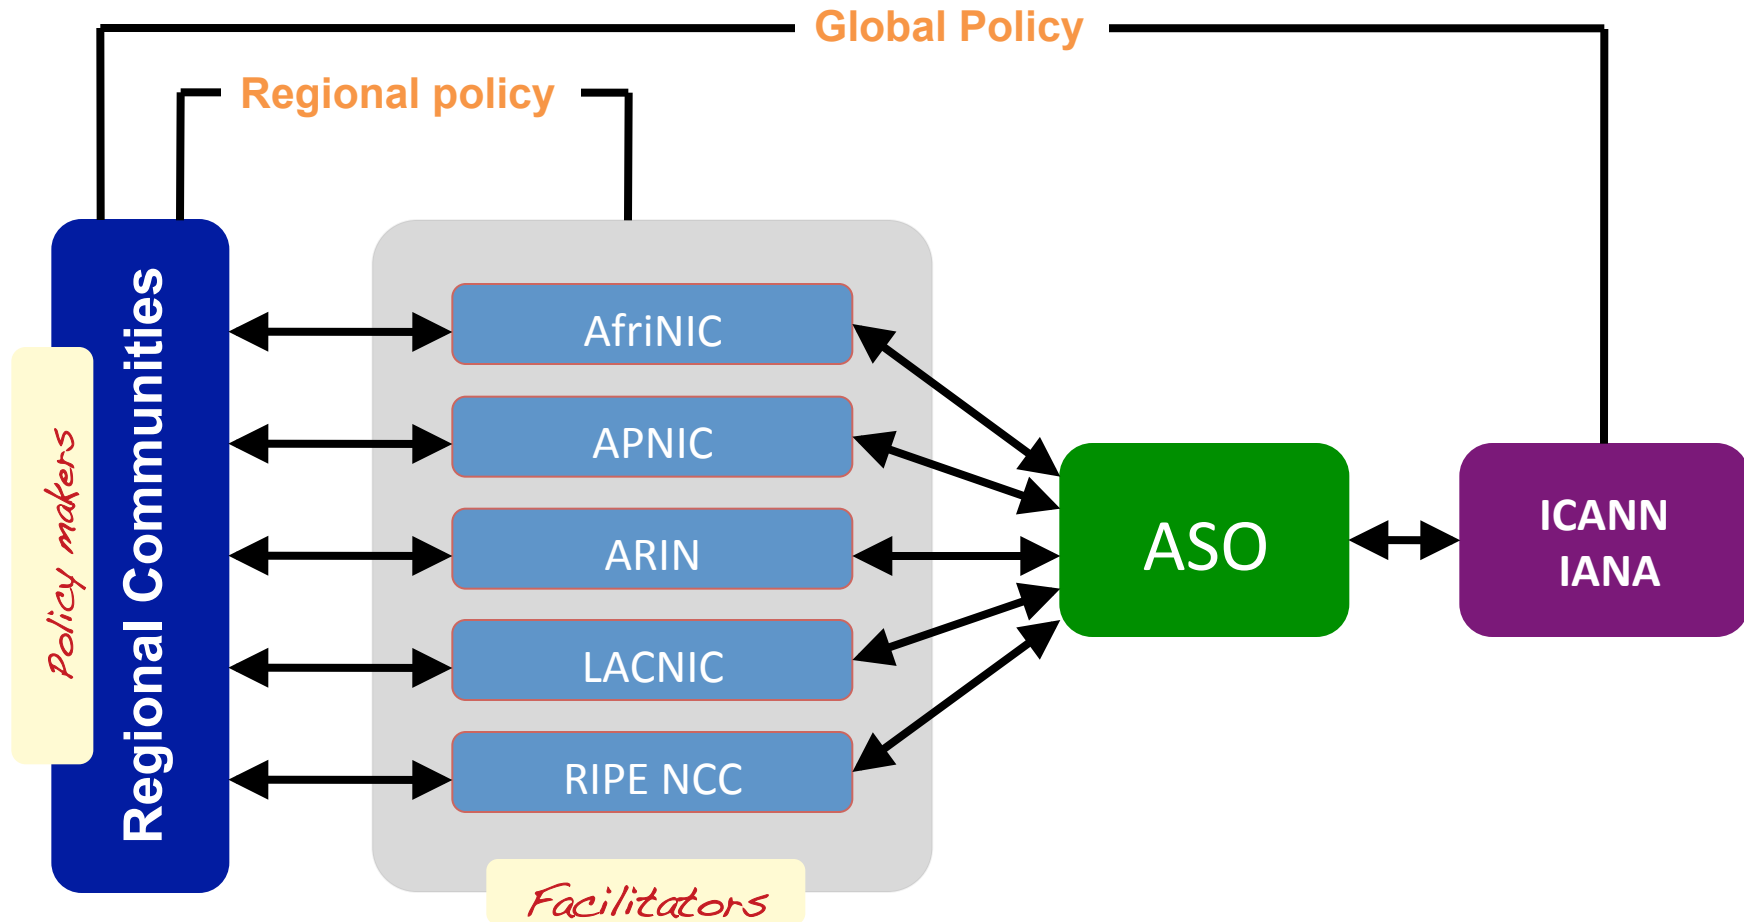 Global Policy
Regional policy
Regional Communities
Policy makers
AfriNIC
APNIC
ARIN
LACNIC
RIPE NCC
Facilitators
ASO
ICANN
IANA